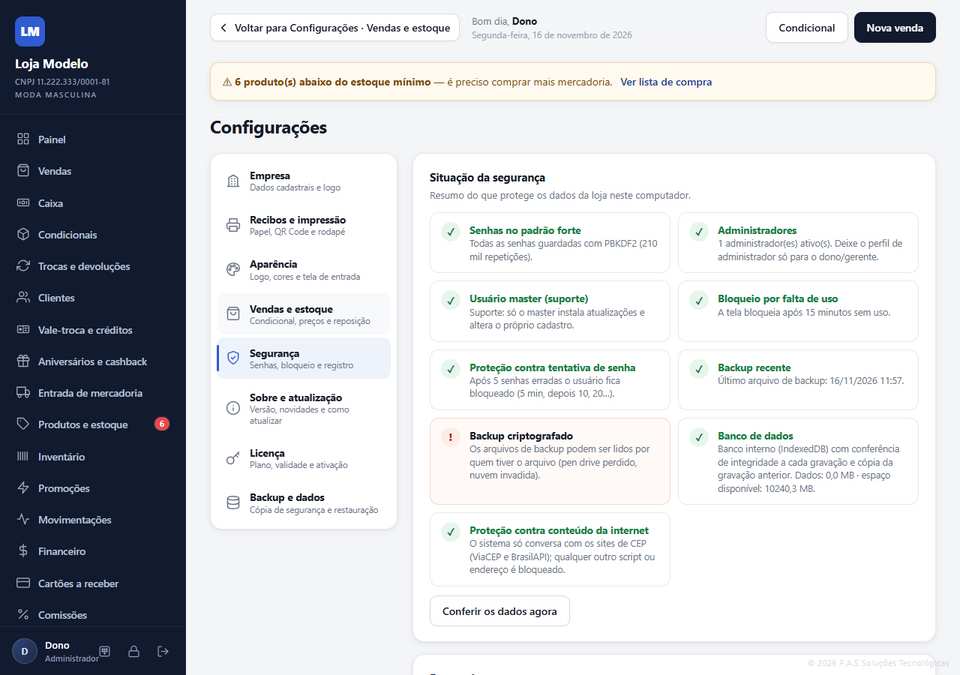 LM
Loja Modelo
CNPJ 11.222.333/0001-81
MODA MASCULINA
Painel
Vendas
Caixa
Condicionais
Trocas e devoluções
Clientes
Vale-troca e créditos
Aniversários e cashback
Entrada de mercadoria
Produtos e estoque 6
Inventário
Promoções
Movimentações
Financeiro
Cartões a receber
Comissões
D
Dono
Administrador
Voltar para Configurações · Vendas e estoque
Bom dia, Dono
Segunda-feira, 16 de novembro de 2026
Condicional
Nova venda
⚠ 6 produto(s) abaixo do estoque mínimo — é preciso comprar mais mercadoria. Ver lista de compra
Configurações
Empresa
Dados cadastrais e logo
Recibos e impressão
Papel, QR Code e rodapé
Aparência
Logo, cores e tela de entrada
Vendas e estoque
Condicional, preços e reposição
Segurança
Senhas, bloqueio e registro
Sobre e atualização
Versão, novidades e como
atualizar
Licença
Plano, validade e ativação
Backup e dados
Cópia de segurança e restauração
Situação da segurança
Resumo do que protege os dados da loja neste computador.
✓ Senhas no padrão forte
Todas as senhas guardadas com PBKDF2 (210
mil repetições).
✓ Administradores
1 administrador(es) ativo(s). Deixe o perfil de
administrador só para o dono/gerente.
✓ Usuário master (suporte)
Suporte: só o master instala atualizações e
altera o próprio cadastro.
✓ Bloqueio por falta de uso
A tela bloqueia após 15 minutos sem uso.
✓ Proteção contra tentativa de senha
Após 5 senhas erradas o usuário fica
bloqueado (5 min, depois 10, 20...).
✓ Backup recente
Último arquivo de backup: 16/11/2026 11:57.
! Backup criptografado
Os arquivos de backup podem ser lidos por
quem tiver o arquivo (pen drive perdido,
nuvem invadida).
✓ Banco de dados
Banco interno (IndexedDB) com conferência
de integridade a cada gravação e cópia da
gravação anterior. Dados: 0,0 MB · espaço
disponível: 10240,3 MB.
✓ Proteção contra conteúdo da internet
O sistema só conversa com os sites de CEP
(ViaCEP e BrasilAPI); qualquer outro script ou
endereço é bloqueado.
Conferir os dados agora
© 2026 F.A.S Soluções Tecnológicas